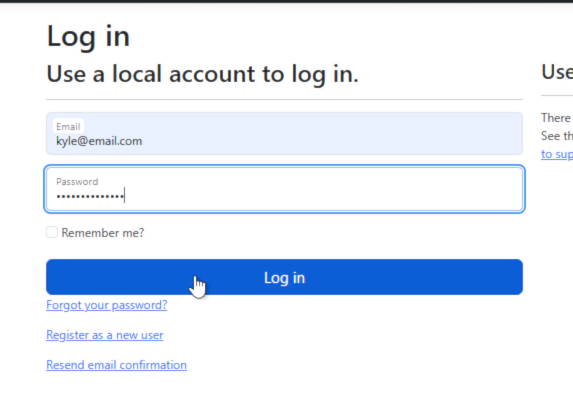 Log in
Use a local account to log in.
Email
kyle@email.com
Password
••••••••••••••
Remember me?
Log in
Forgot your password?
Register as a new user
Resend email confirmation
Use
There
See th
to sup